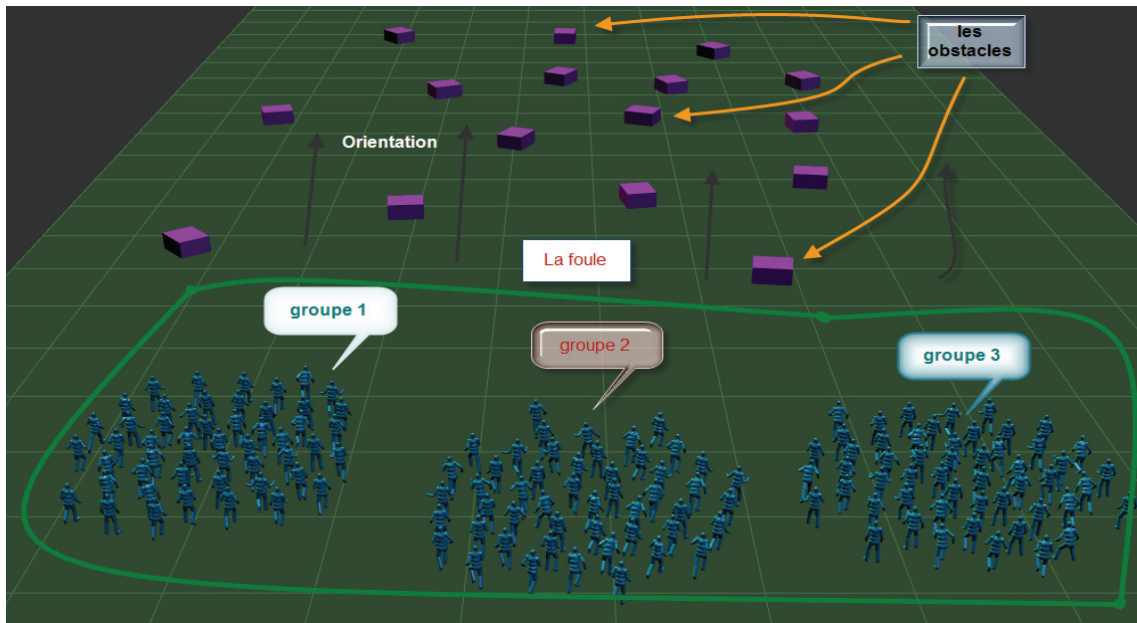 les
obstacles
Orientation
La foule
groupe 1
groupe 2
groupe 3